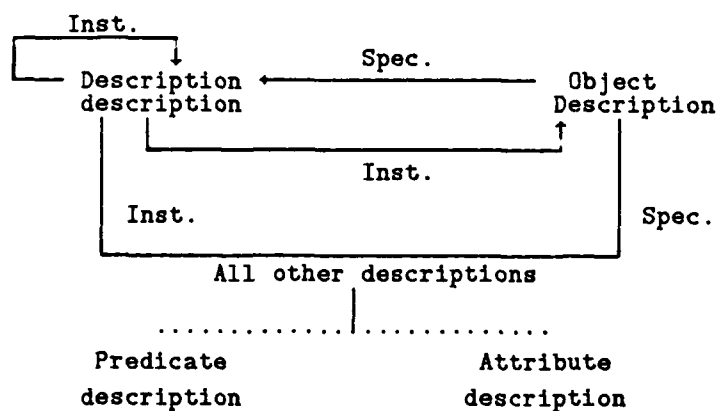 Inst.
Spec.
Description Object
description Description
Inst.
Inst. Spec.
All other descriptions
Predicate Attribute
description description